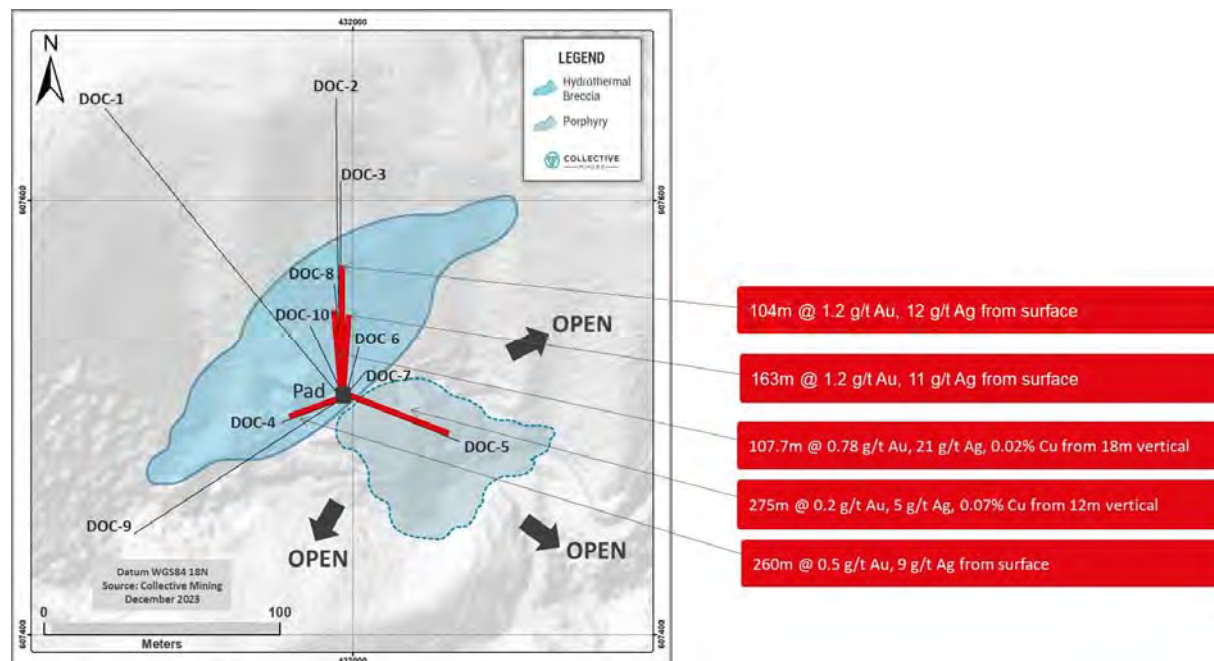 432000
N
DOC-1
DOC-2
DOC-3
LEGEND
Hydrothermal
Breccia
Porphyry
COLLECTIVE
MINING
607600
607600
DOC-8
DOC-10
DOC-6
DOC-7
OPEN
Pad
DOC-4
DOC-5
DOC-9
OPEN
OPEN
Datum WGS84 18N
Source: Collective Mining
December 2023
0 100
Meters
607400
607400
432000
104m @ 1.2 g/t Au, 12 g/t Ag from surface
163m @ 1.2 g/t Au, 11 g/t Ag from surface
107.7m @ 0.78 g/t Au, 21 g/t Ag, 0.02% Cu from 18m vertical
275m @ 0.2 g/t Au, 5 g/t Ag, 0.07% Cu from 12m vertical
260m @ 0.5 g/t Au, 9 g/t Ag from surface